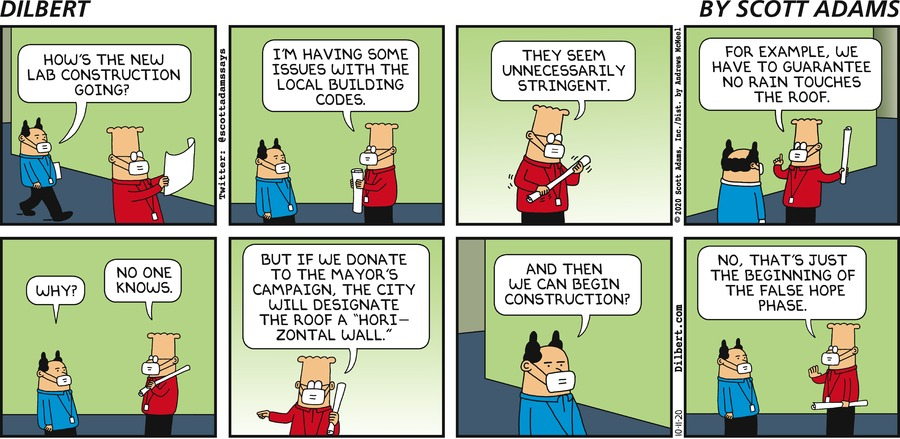 DILBERT
BY SCOTT ADAMS
HOW'S THE NEW
LAB CONSTRUCTION
GOING?
Twitter: @scottadamssays
I'M HAVING SOME
ISSUES WITH THE
LOCAL BUILDING
CODES.
THEY SEEM
UNNECESSARILY
STRINGENT.
©2020 Scott Adams, Inc./Dist. by Andrews McMeel
FOR EXAMPLE, WE
HAVE TO GUARANTEE
NO RAIN TOUCHES
THE ROOF.
WHY?
NO ONE
KNOWS.
BUT IF WE DONATE
TO THE MAYOR'S
CAMPAIGN, THE CITY
WILL DESIGNATE
THE ROOF A "HORI–
ZONTAL WALL."
AND THEN
WE CAN BEGIN
CONSTRUCTION?
10-11-20
Dilbert.com
NO, THAT'S JUST
THE BEGINNING OF
THE FALSE HOPE
PHASE.